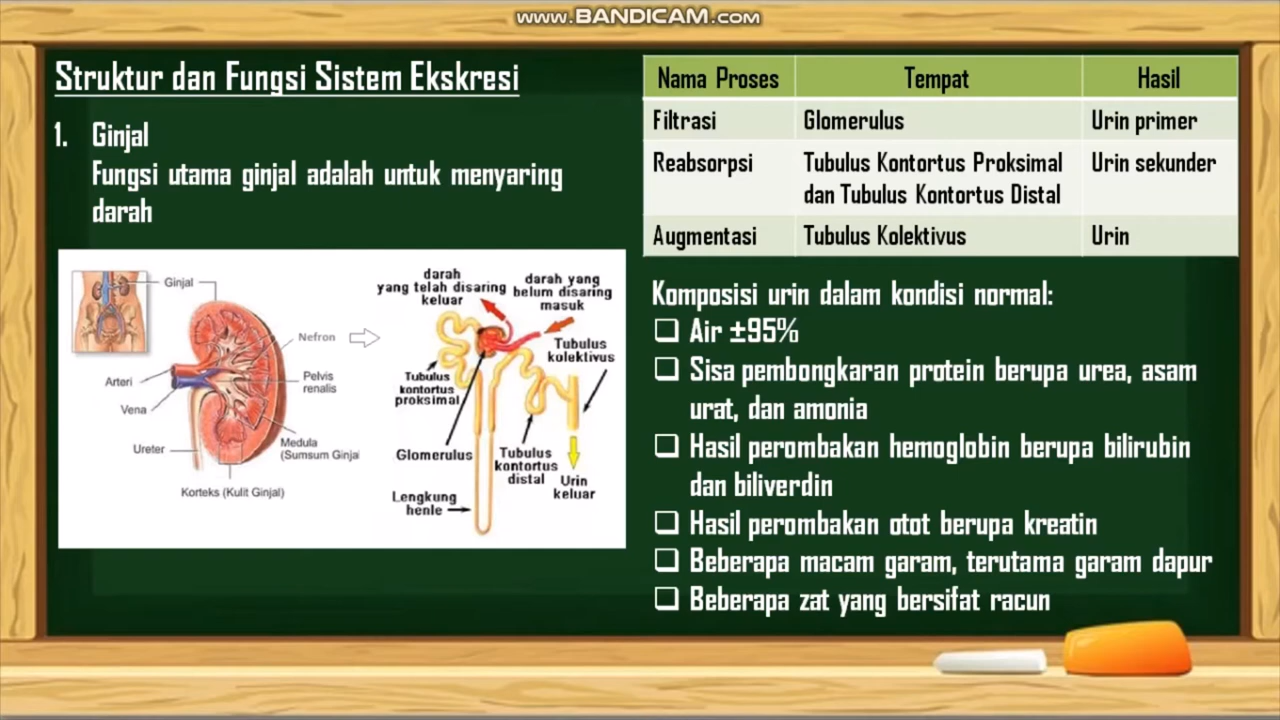 www.BANDICAM.com
Struktur dan Fungsi Sistem Ekskresi
1. Ginjal
Fungsi utama ginjal adalah untuk menyaring
darah
Ginjal
Nefron
Arteri
Pelvis
renalis
Vena
Ureter
Medula
(Sumsum Ginjal
Korteks (Kulit Ginjal)
darah
yang telah disaring
keluar
darah yang
belum disaring
masuk
Tubulus
kolektivus
Tubulus
kontortus
proksimal
Glomerulus
Tubulus
kontortus
distal
Urin
keluar
Lengkung
henle
Nama Proses Tempat Hasil
Filtrasi Glomerulus Urin primer
Reabsorpsi Tubulus Kontortus Proksimal Urin sekunder
dan Tubulus Kontortus Distal
Augmentasi Tubulus Kolektivus Urin
Komposisi urin dalam kondisi normal:
❑ Air ±95%
❑ Sisa pembongkaran protein berupa urea, asam
urat, dan amonia
❑ Hasil perombakan hemoglobin berupa bilirubin
dan biliverdin
❑ Hasil perombakan otot berupa kreatin
❑ Beberapa macam garam, terutama garam dapur
❑ Beberapa zat yang bersifat racun